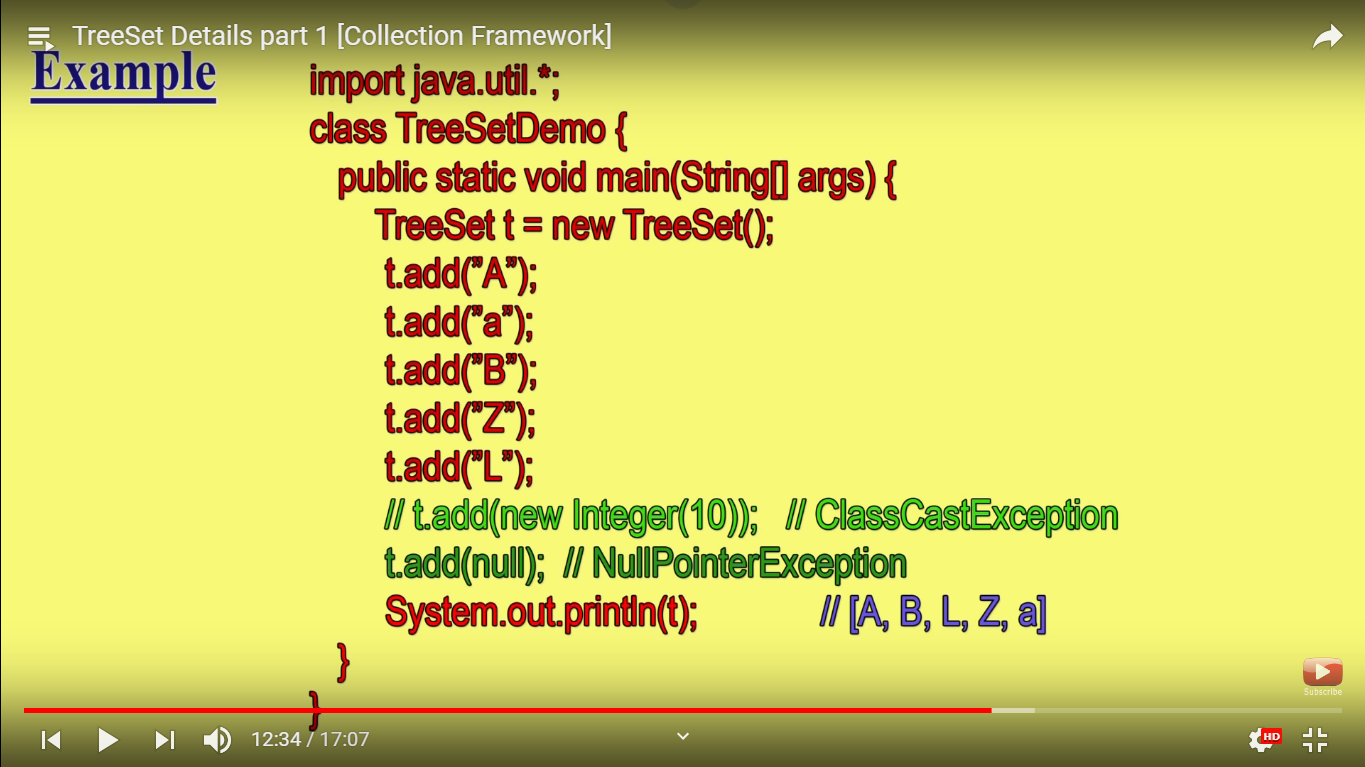 TreeSet Details part 1 [Collection Framework]
Example
import java.util.*;
class TreeSetDemo {
public static void main(String[] args) {
TreeSet t = new TreeSet();
t.add(”A”);
t.add(”a”);
t.add(”B”);
t.add(”Z”);
t.add(”L”);
// t.add(new Integer(10)); // ClassCastException
t.add(null); // NullPointerException
System.out.println(t); // [A, B, L, Z, a]
}
}
Subscribe
12:34 / 17:07
HD